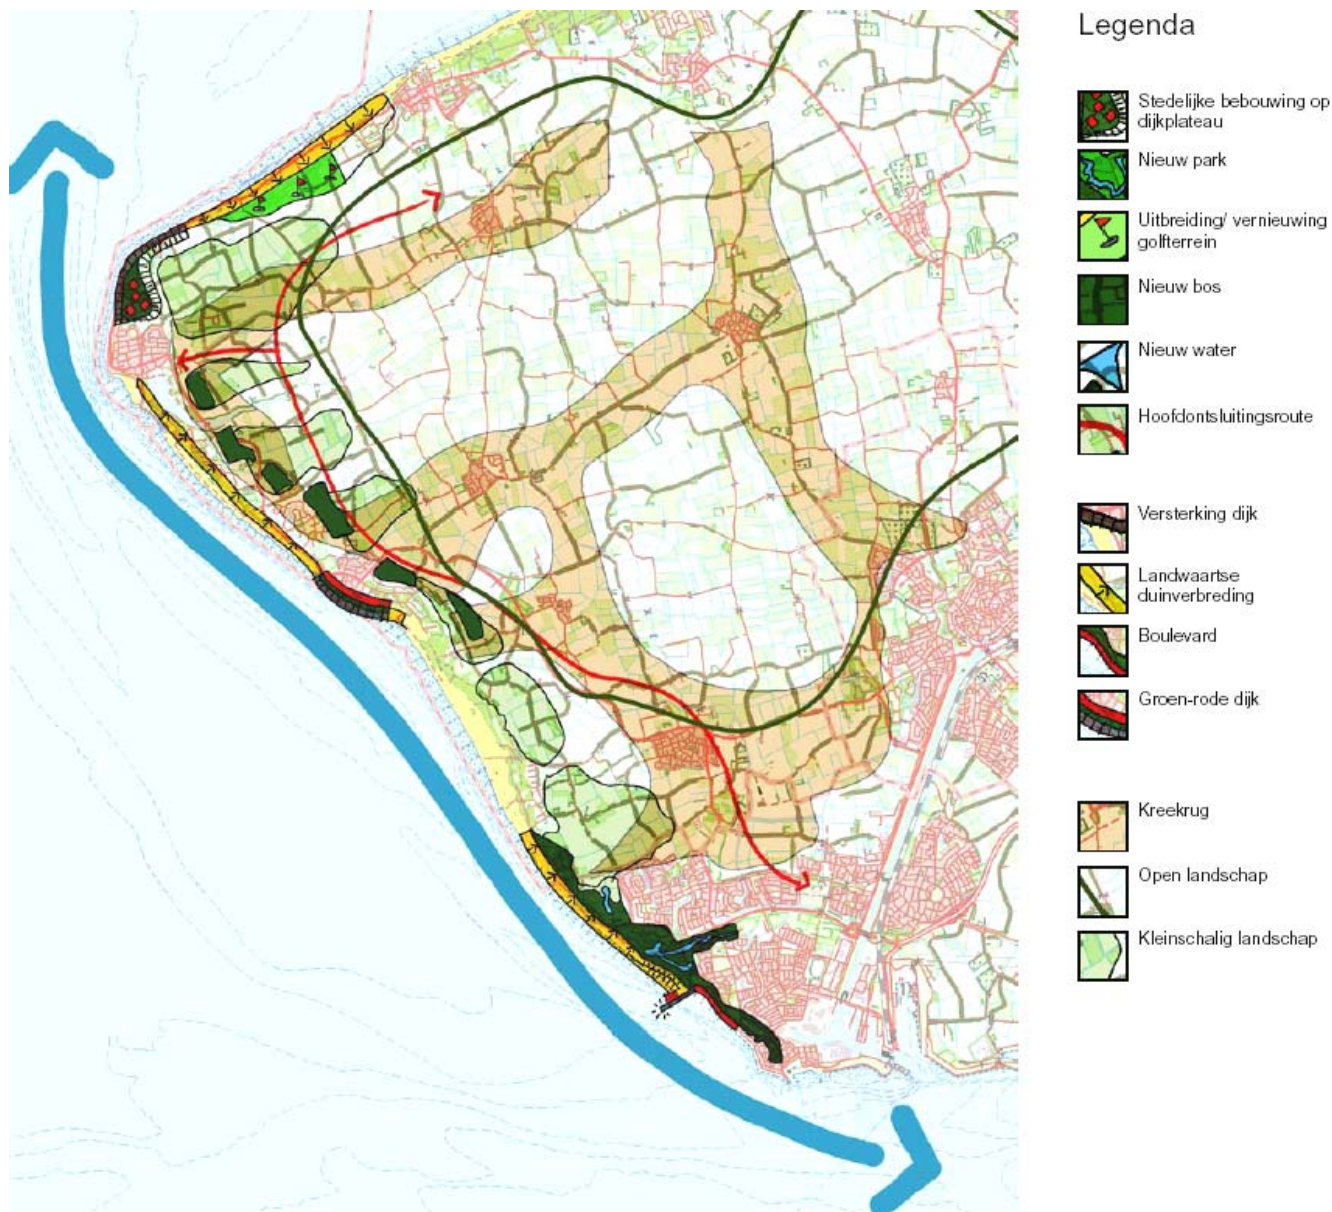 Legenda
Stedelijke bebouwing op
dijkplateau
Nieuw park
Uitbreiding/ vernieuwing
golfterrein
Nieuw bos
Nieuw water
Hoofdontsluitingsroute
Versterking dijk
Landwaartse
duinverbreding
Boulevard
Groen-rode dijk
Kreekrug
Open landschap
Kleinschalig landschap